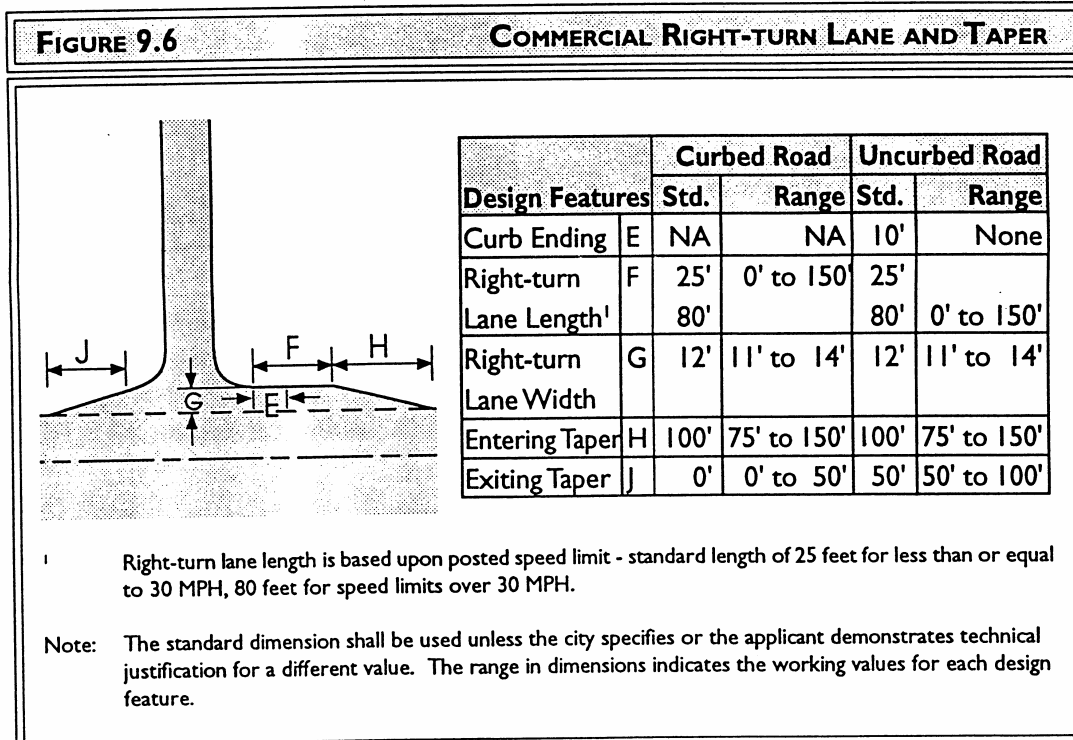 FIGURE 9.6 COMMERCIAL RIGHT-TURN LANE AND TAPER
J F H
G E
Curbed Road Uncurbed Road
Design Features Std. Range Std. Range
Curb Ending E NA NA 10' None
Right-turn F 25' 0' to 150' 25'
Lane Length¹ 80' 80' 0' to 150'
Right-turn G 12' 11' to 14' 12' 11' to 14'
Lane Width
Entering Taper H 100' 75' to 150' 100' 75' to 150'
Exiting Taper J 0' 0' to 50' 50' 50' to 100'
¹ Right-turn lane length is based upon posted speed limit - standard length of 25 feet for less than or equal
to 30 MPH, 80 feet for speed limits over 30 MPH.
Note: The standard dimension shall be used unless the city specifies or the applicant demonstrates technical
justification for a different value. The range in dimensions indicates the working values for each design
feature.